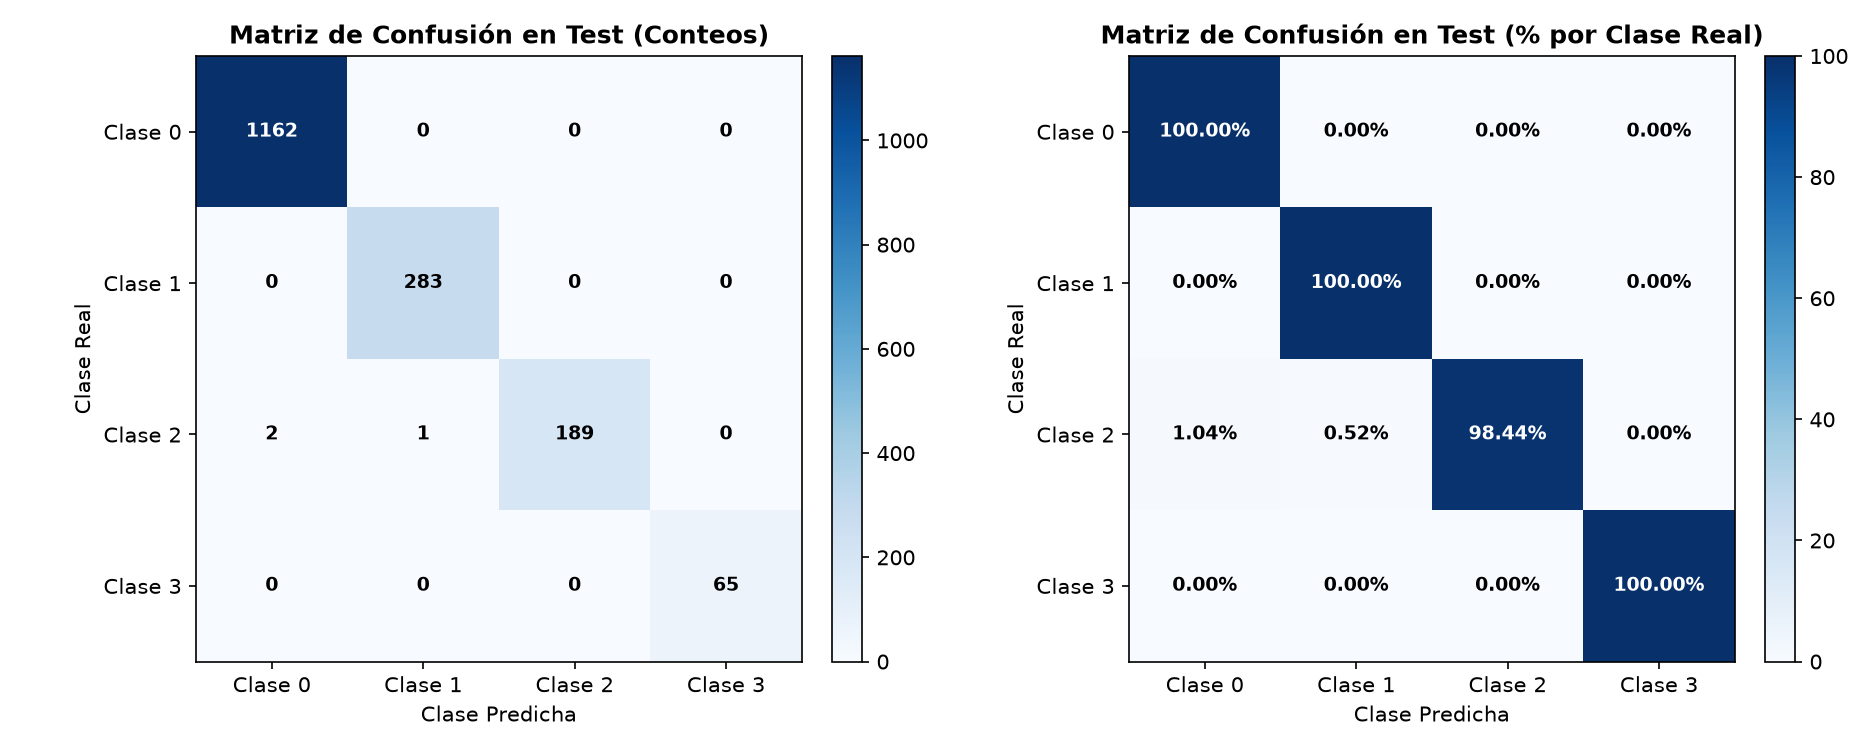 Matriz de Confusión en Test (Conteos)
Clase Real
Clase 0
1162 0 0 0
Clase 1
0 283 0 0
Clase 2
2 1 189 0
Clase 3
0 0 0 65
Clase 0 Clase 1 Clase 2 Clase 3
Clase Predicha
1000
800
600
400
200
0
Matriz de Confusión en Test (% por Clase Real)
Clase Real
Clase 0
100.00% 0.00% 0.00% 0.00%
Clase 1
0.00% 100.00% 0.00% 0.00%
Clase 2
1.04% 0.52% 98.44% 0.00%
Clase 3
0.00% 0.00% 0.00% 100.00%
Clase 0 Clase 1 Clase 2 Clase 3
Clase Predicha
100
80
60
40
20
0